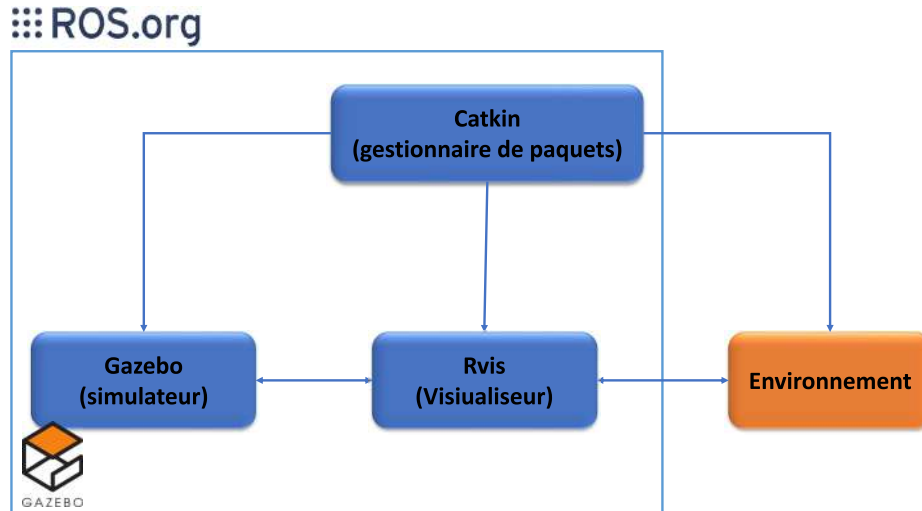 ROS.org
Catkin
(gestionnaire de paquets)
Gazebo
(simulateur)
Rvis
(Visiualiseur)
Environnement
GAZEBO